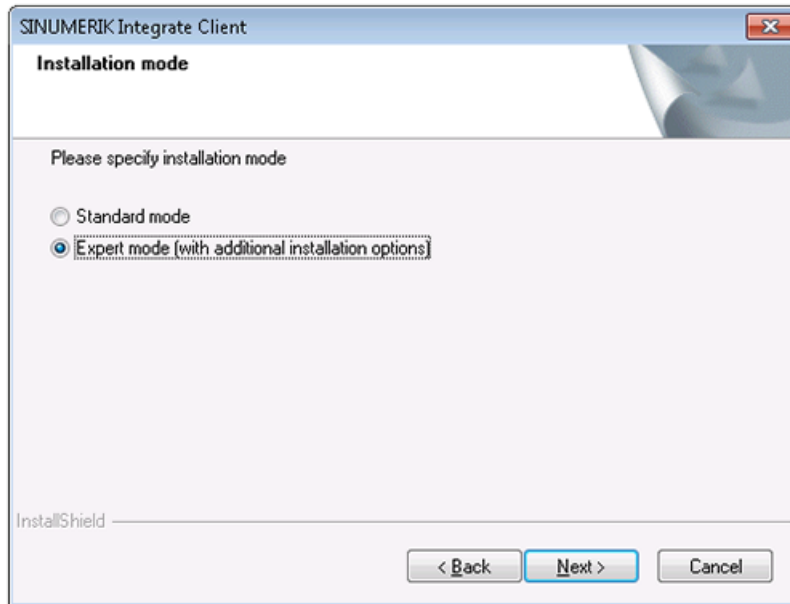 SINUMERIK Integrate Client
Installation mode
Please specify installation mode
Standard mode
Expert mode (with additional installation options)
InstallShield
< Back
Next >
Cancel